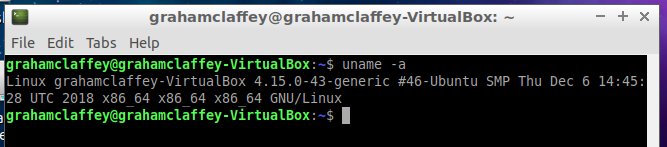 grahamclaffey@grahamclaffey-VirtualBox: ~
File Edit Tabs Help
grahamclaffey@grahamclaffey-VirtualBox:~$ uname -a
Linux grahamclaffey-VirtualBox 4.15.0-43-generic #46-Ubuntu SMP Thu Dec 6 14:45:
28 UTC 2018 x86_64 x86_64 x86_64 GNU/Linux
grahamclaffey@grahamclaffey-VirtualBox:~$